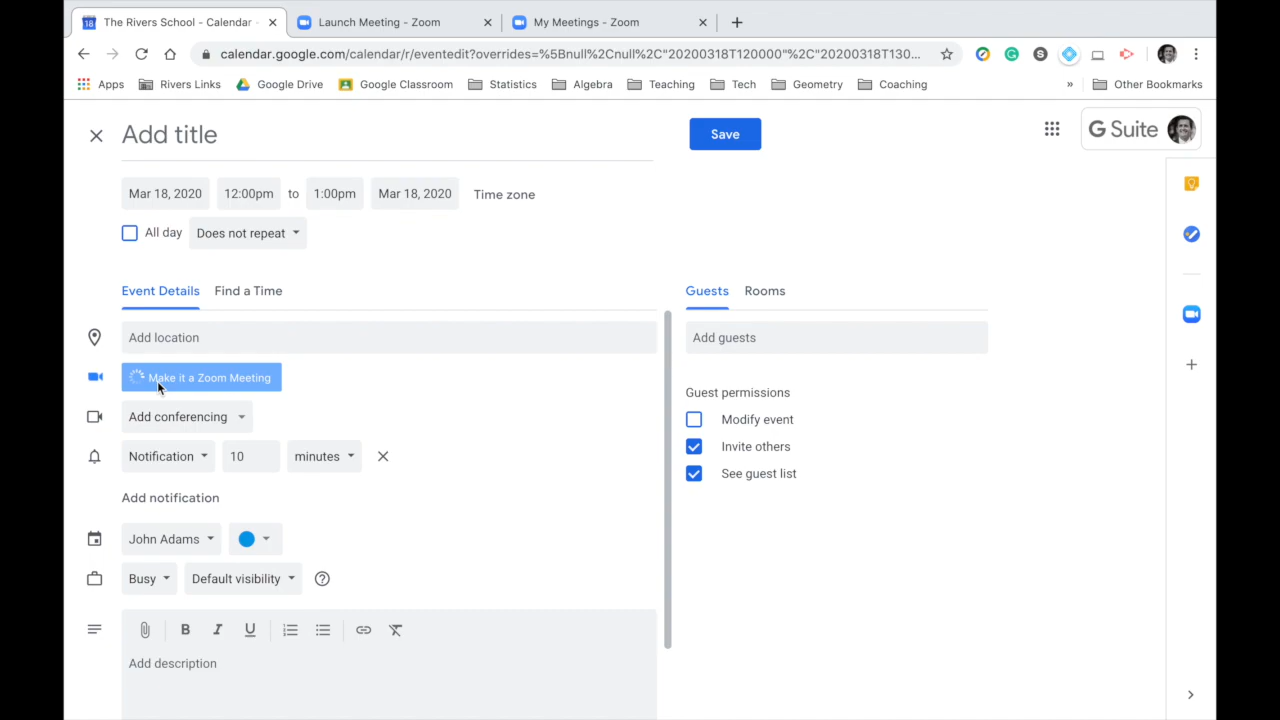 The Rivers School - Calendar
Launch Meeting - Zoom
My Meetings - Zoom
calendar.google.com/calendar/r/eventedit?overrides=%5Bnull%2Cnull%2C"20200318T120000"%2C"20200318T130...
Apps
Rivers Links
Google Drive
Google Classroom
Statistics
Algebra
Teaching
Tech
Geometry
Coaching
»
Other Bookmarks
Add title
Save
G Suite
Mar 18, 2020 12:00pm to 1:00pm Mar 18, 2020 Time zone
All day Does not repeat
Event Details Find a Time
Guests Rooms
Add location
Add guests
Make it a Zoom Meeting
Guest permissions
Add conferencing
Modify event
Invite others
Notification 10 minutes
See guest list
Add notification
John Adams
Busy Default visibility
B I U
Add description
18